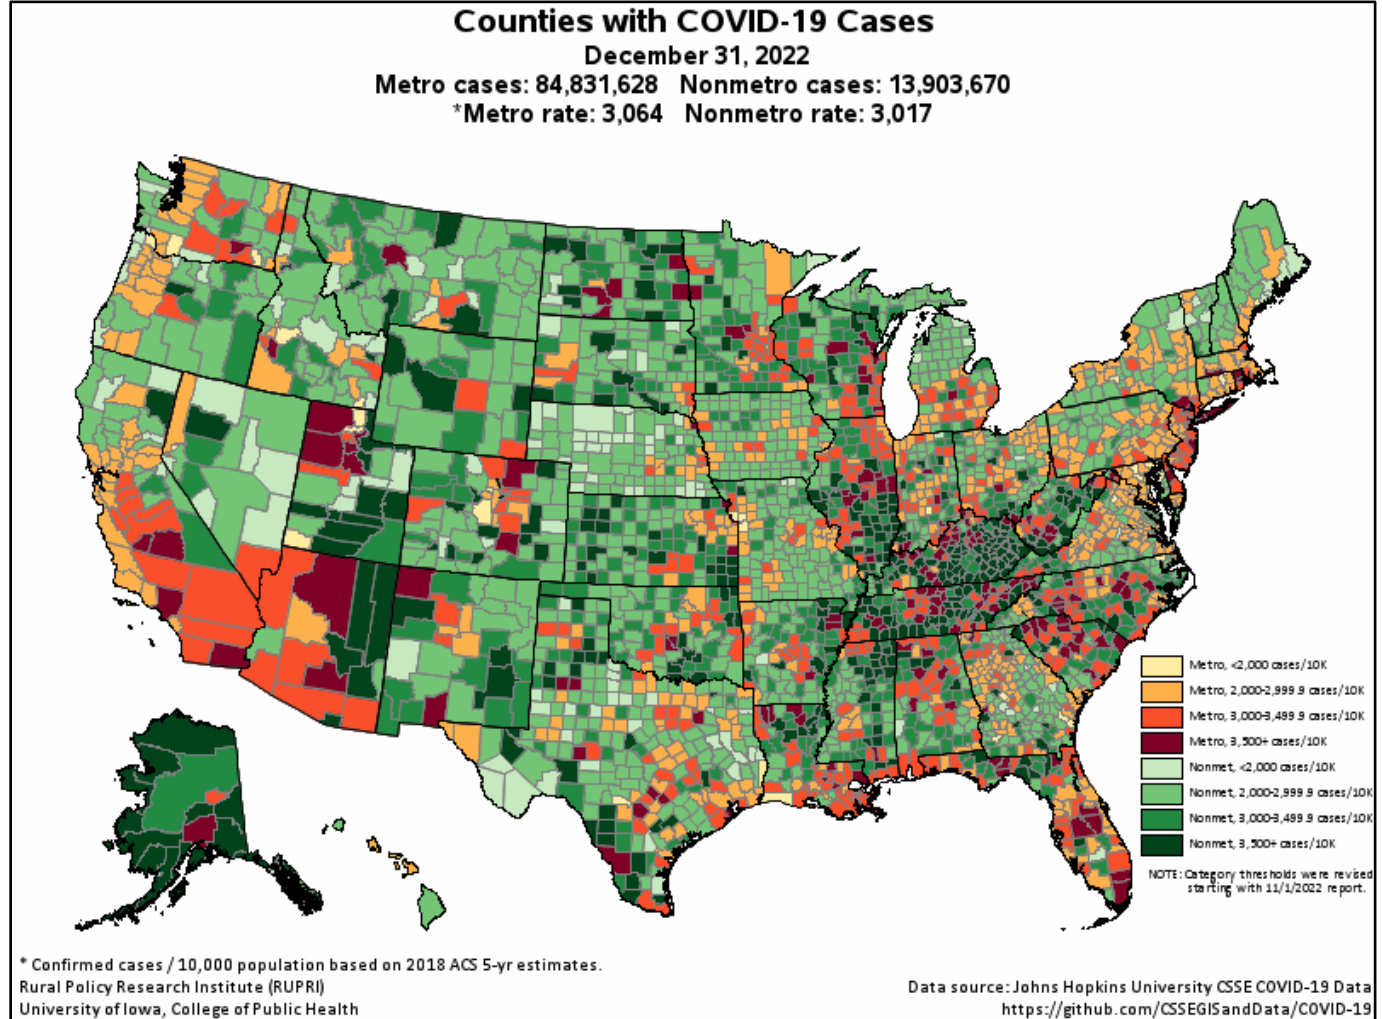 Counties with COVID-19 Cases
December 31, 2022
Metro cases: 84,831,628 Nonmetro cases: 13,903,670
*Metro rate: 3,064 Nonmetro rate: 3,017
Metro, <2,000 cases/10K
Metro, 2,000-2,999.9 cases/10K
Metro, 3,000-3,499.9 cases/10K
Metro, 3,500+ cases/10K
Nonmet, <2,000 cases/10K
Nonmet, 2,000-2,999.9 cases/10K
Nonmet, 3,000-3,499.9 cases/10K
Nonmet, 3,500+ cases/10K
NOTE: Category thresholds were revised
starting with 11/1/2022 report.
* Confirmed cases / 10,000 population based on 2018 ACS 5-yr estimates.
Rural Policy Research Institute (RUPRI)
University of Iowa, College of Public Health
Data source: Johns Hopkins University CSSE COVID-19 Data
https://github.com/CSSEGISandData/COVID-19